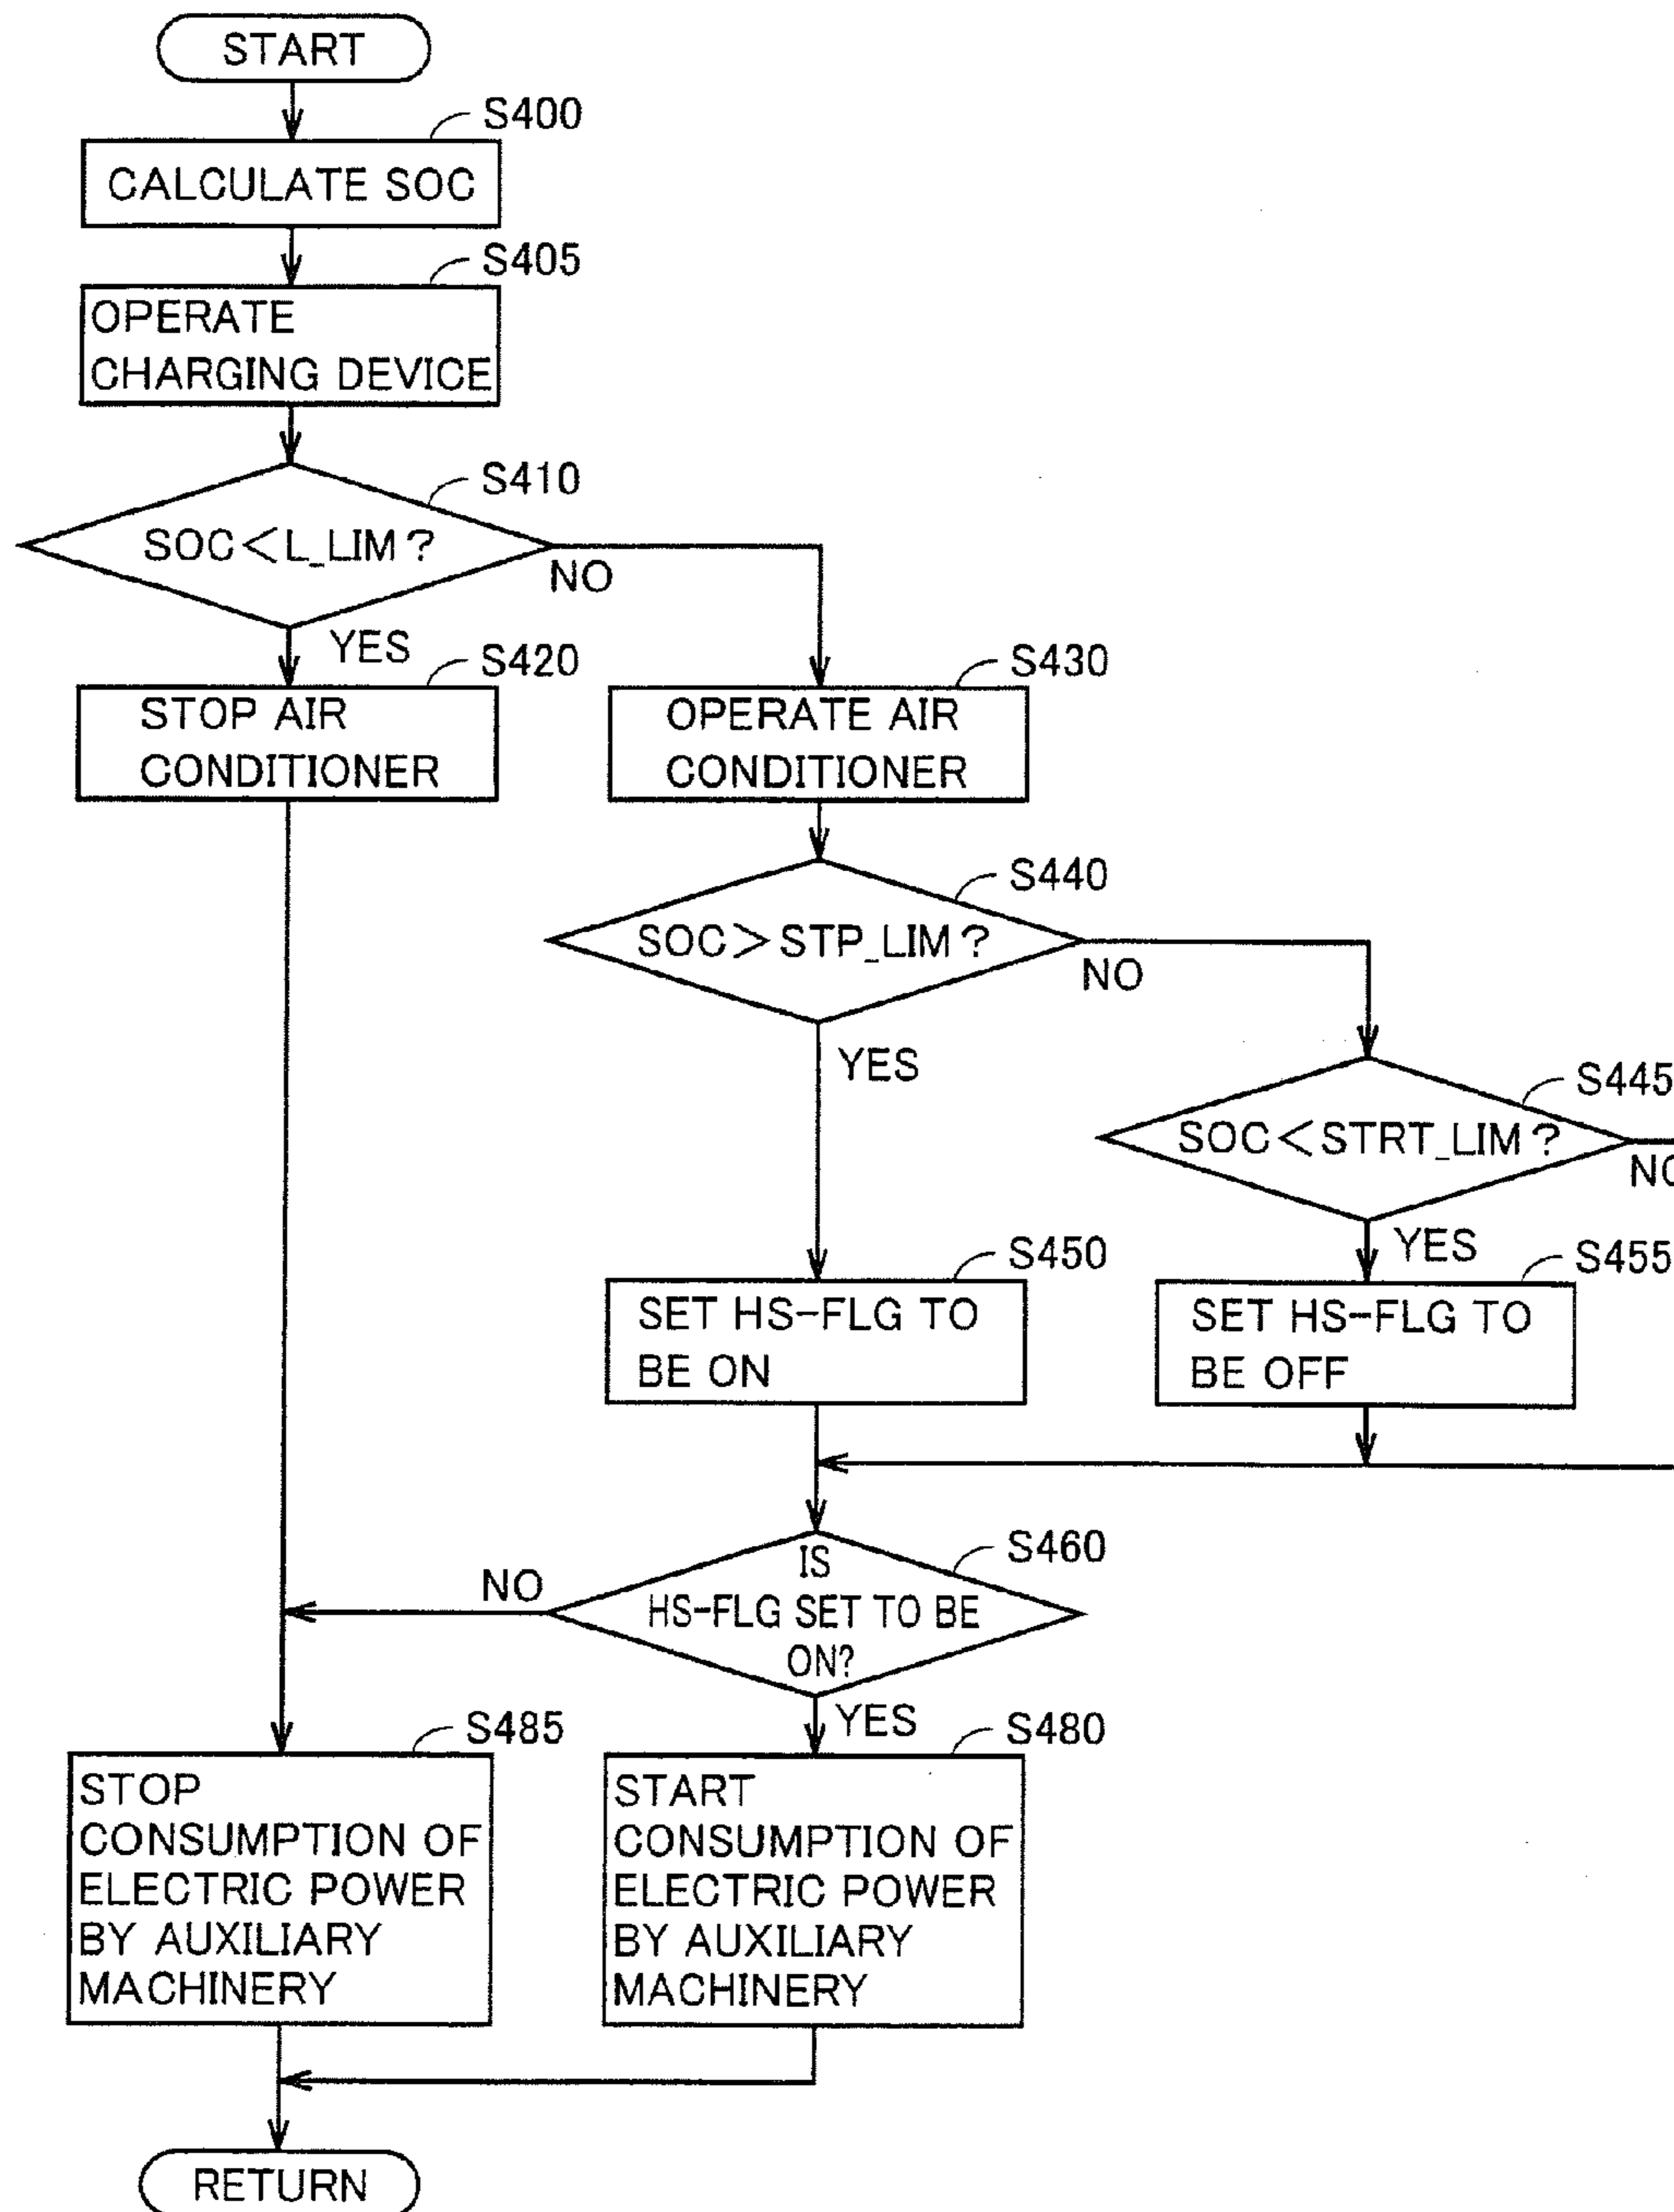 START
S400
CALCULATE SOC
S405
OPERATE
CHARGING DEVICE
S410
SOC<L_LIM?
NO
YES
S420
STOP AIR
CONDITIONER
S430
OPERATE AIR
CONDITIONER
S440
SOC>STP_LIM?
NO
YES
S445
SOC<STRT_LIM?
NO
YES
S450
SET HS-FLG TO
BE ON
S455
SET HS-FLG TO
BE OFF
S460
IS
HS-FLG SET TO BE
ON?
NO
YES
S485
STOP
CONSUMPTION OF
ELECTRIC POWER
BY AUXILIARY
MACHINERY
S480
START
CONSUMPTION OF
ELECTRIC POWER
BY AUXILIARY
MACHINERY
RETURN